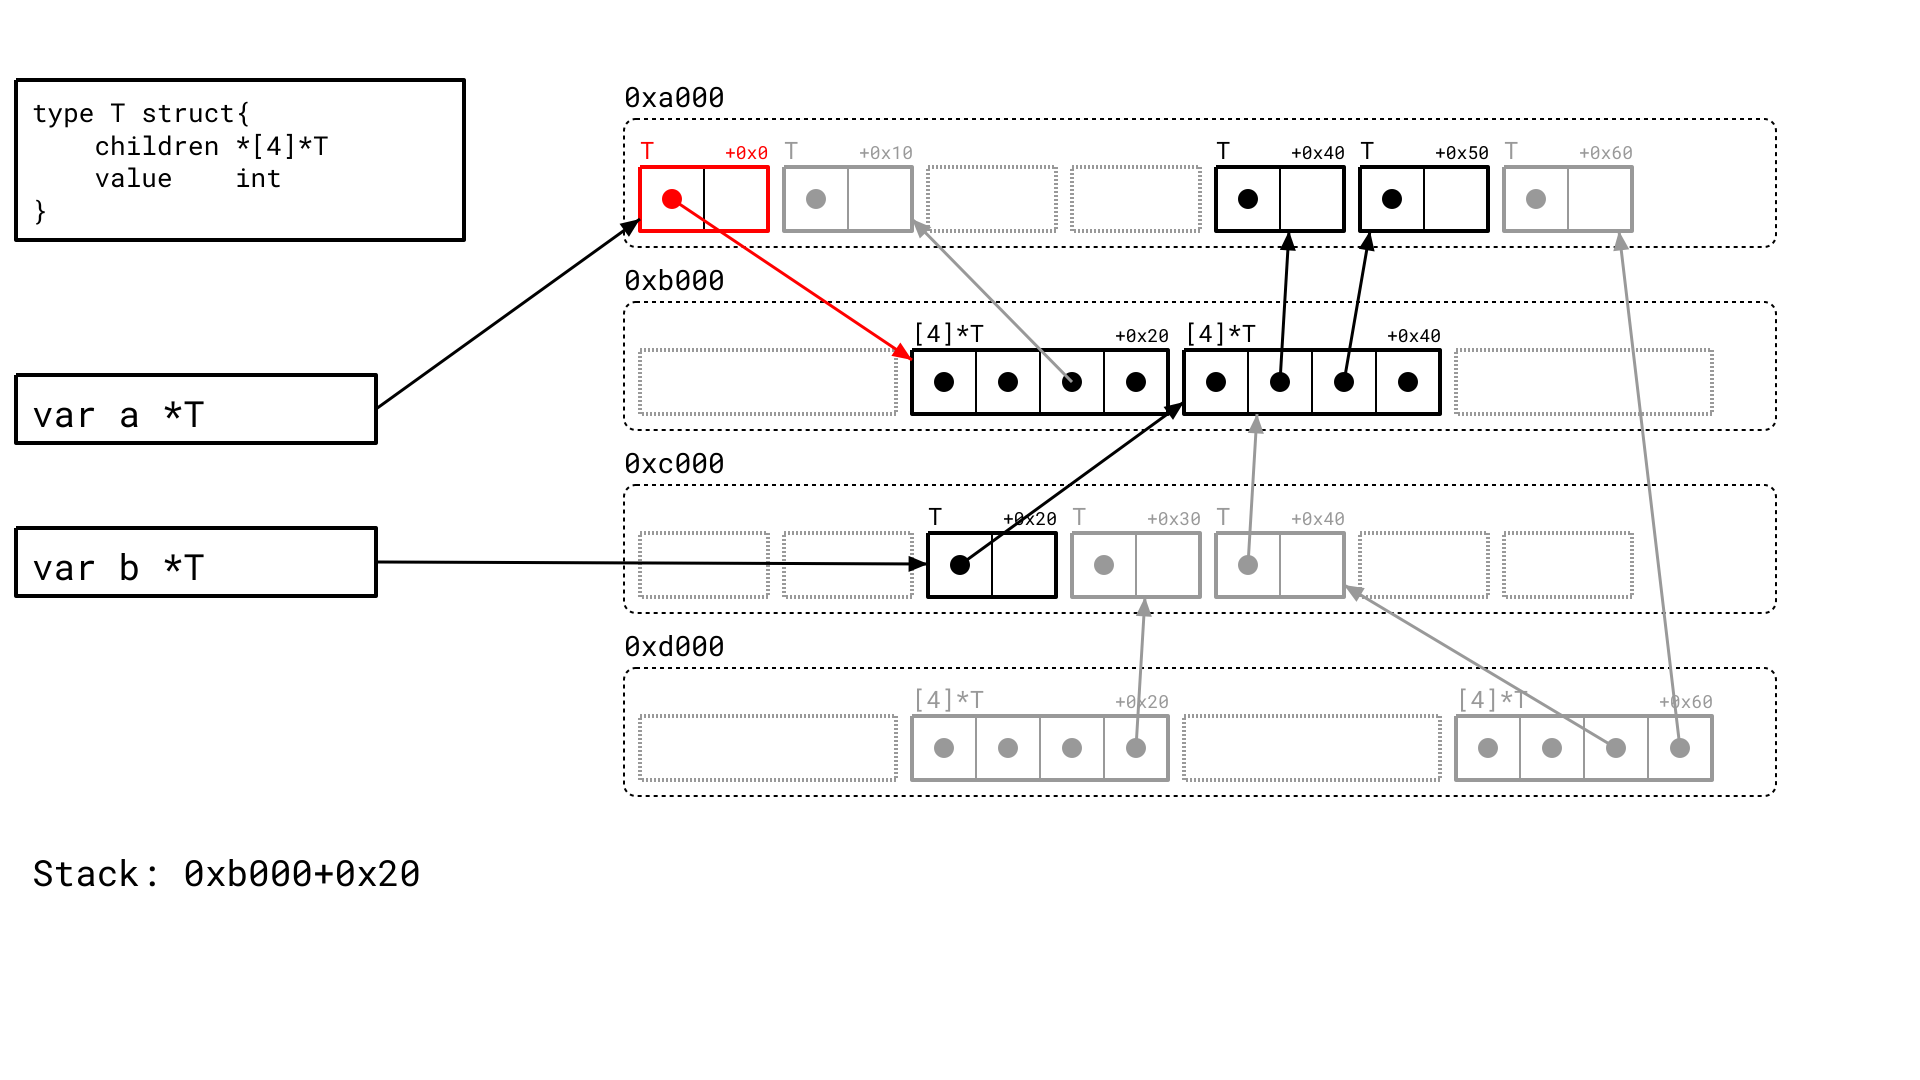 type T struct{
    children *[4]*T
    value    int
}
var a *T
var b *T
0xa000
T +0x0 T +0x10 T +0x40 T +0x50 T +0x60
0xb000
[4]*T +0x20 [4]*T +0x40
0xc000
T +0x20 T +0x30 T +0x40
0xd000
[4]*T +0x20 [4]*T +0x60
Stack: 0xb000+0x20